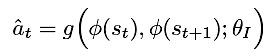 â_t = g(φ(s_t), φ(s_{t+1}); θ_I)